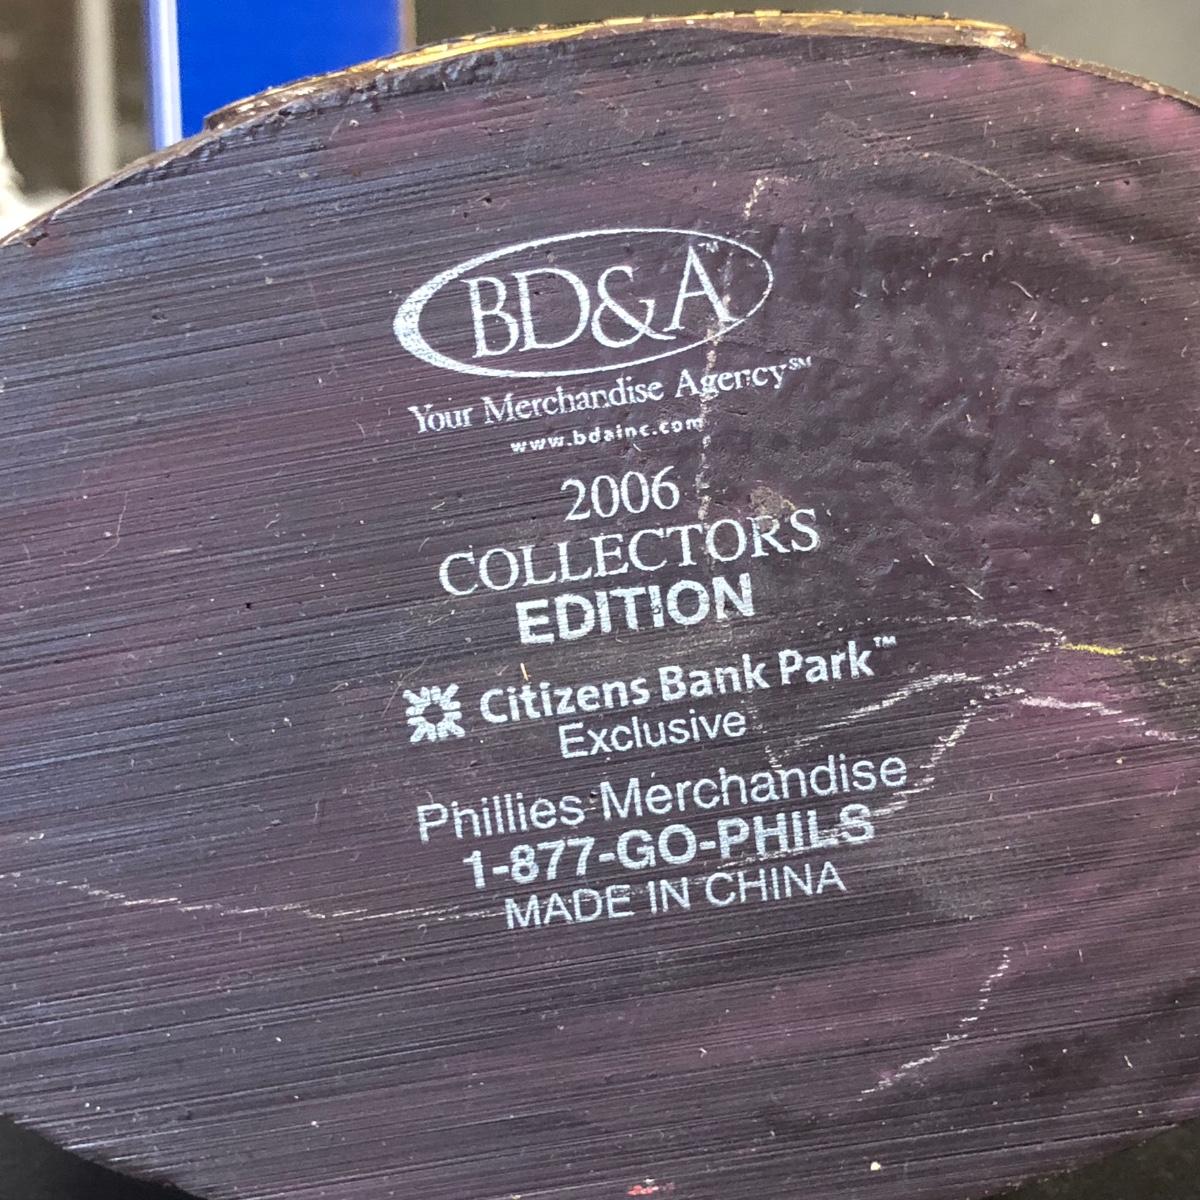 BD&A™
Your Merchandise Agency℠
www.bdainc.com
2006
COLLECTORS
EDITION
Citizens Bank Park™
Exclusive
Phillies Merchandise
1-877-GO-PHILS
MADE IN CHINA